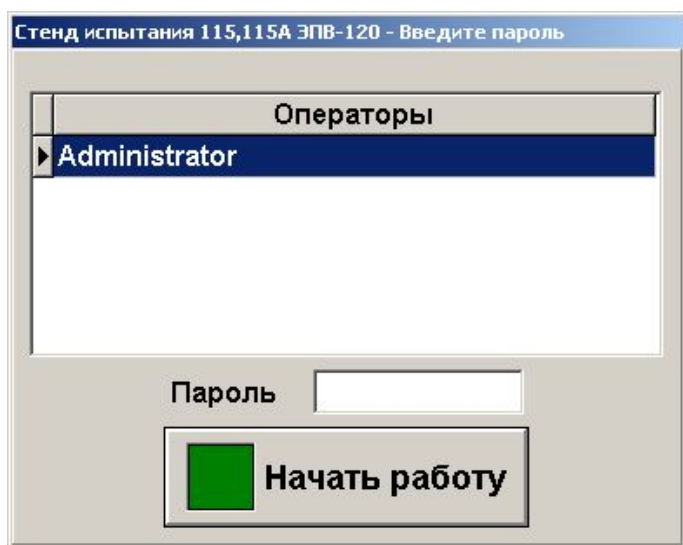 Стенд испытания 115,115А ЭПВ-120 - Введите пароль
Операторы
Administrator
Пароль
Начать работу